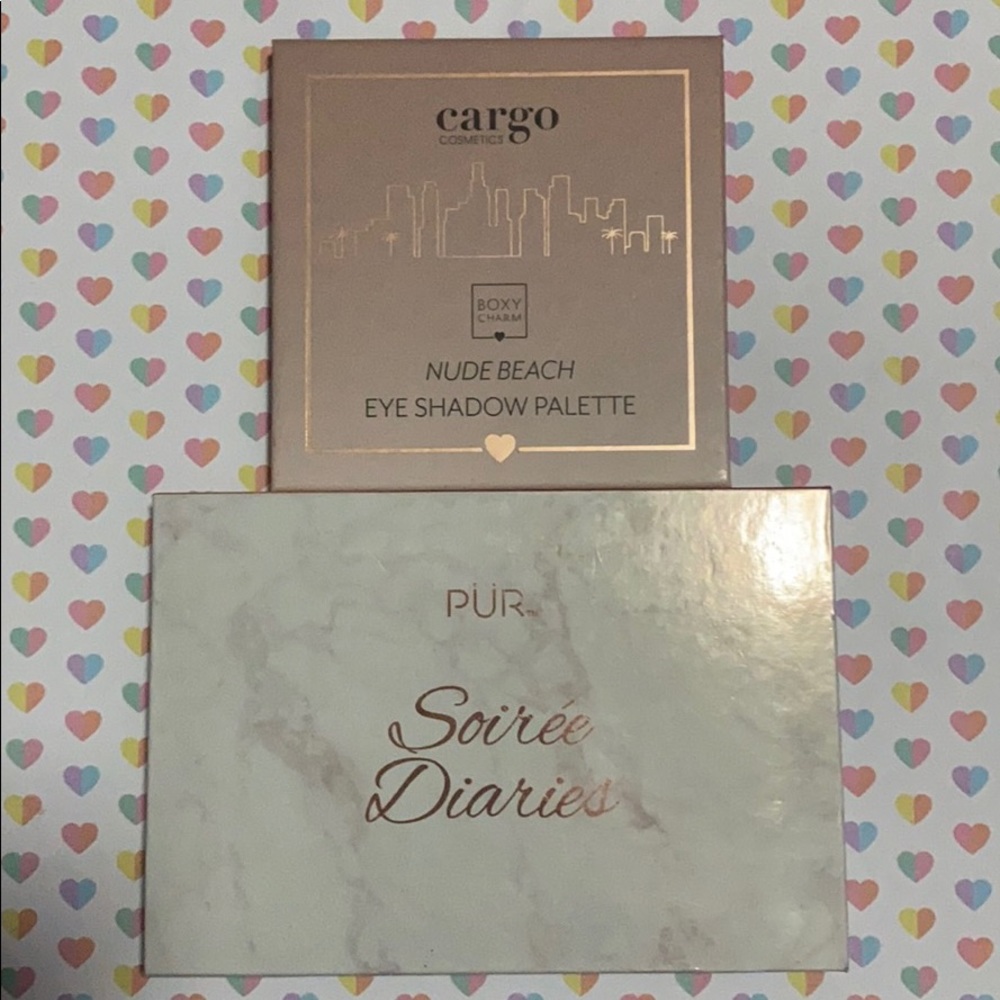 cargo
COSMETICS
BOXY
CHARM
NUDE BEACH
EYE SHADOW PALETTE
PÜR
Soirée
Diaries